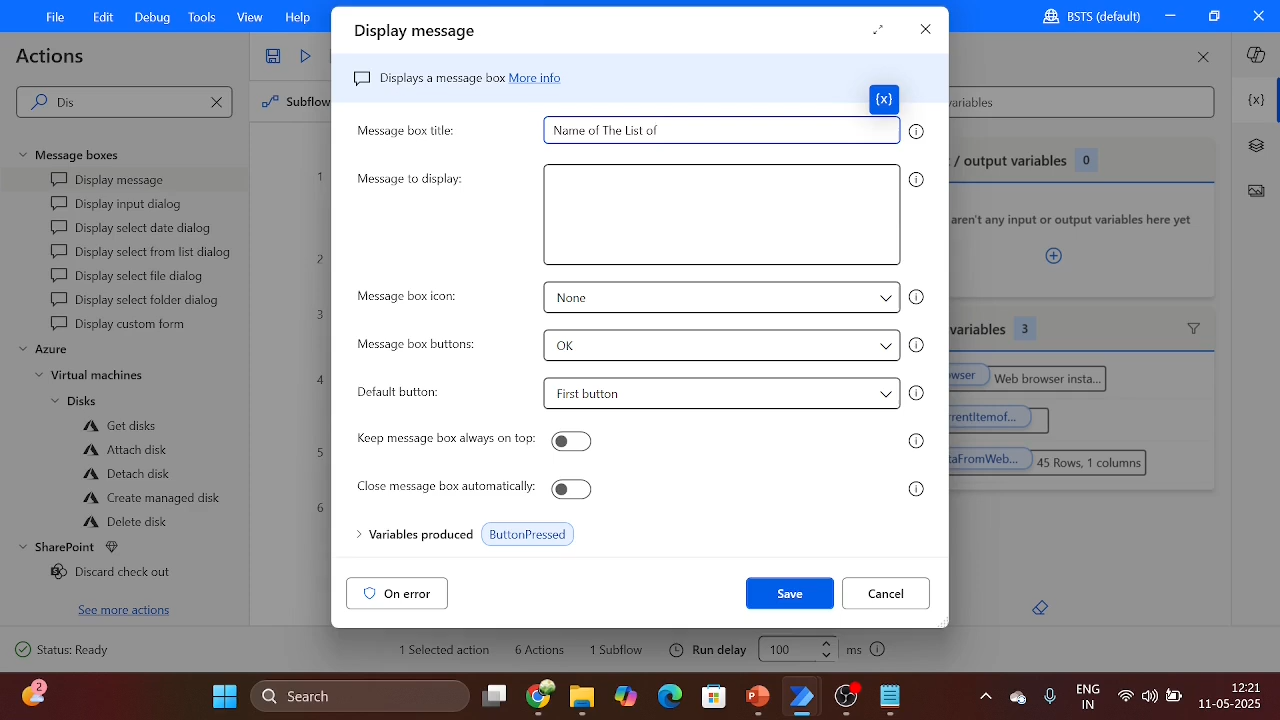 File Edit Debug Tools View Help
BSTS (default)
Actions
Dis
Message boxes
Display message
Display input dialog
Display select date dialog
Display select from list dialog
Display select file dialog
Display select folder dialog
Display custom form
Azure
Virtual machines
Disks
Get disks
Attach disk
Detach disk
Create managed disk
Delete disk
SharePoint
Discard check out
See more actions
Subflow
1
2
3
4
5
6
Display message
Displays a message box More info
{x}
Message box title: Name of The List of
Message to display:
Message box icon: None
Message box buttons: OK
Default button: First button
Keep message box always on top:
Close message box automatically:
Variables produced ButtonPressed
On error Save Cancel
ariables
{x}
/ output variables 0
aren't any input or output variables here yet
variables 3
wser Web browser insta...
rrentItemof...
taFromWeb... 45 Rows, 1 columns
Status: Ready 1 Selected action 6 Actions 1 Subflow Run delay 100 ms
2 Search ENG IN 12:21 11-05-2025